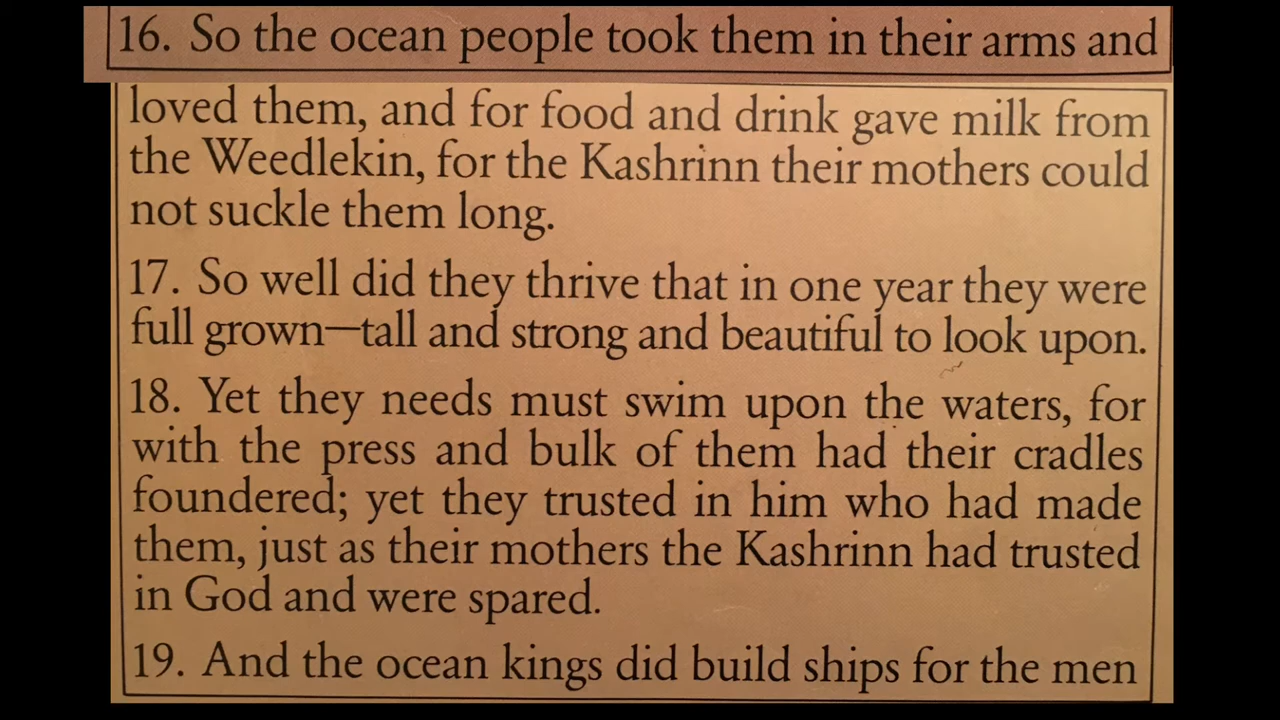 16. So the ocean people took them in their arms and
loved them, and for food and drink gave milk from
the Weedlekin, for the Kashrinn their mothers could
not suckle them long.
17. So well did they thrive that in one year they were
full grown—tall and strong and beautiful to look upon.
18. Yet they needs must swim upon the waters, for
with the press and bulk of them had their cradles
foundered; yet they trusted in him who had made
them, just as their mothers the Kashrinn had trusted
in God and were spared.
19. And the ocean kings did build ships for the men